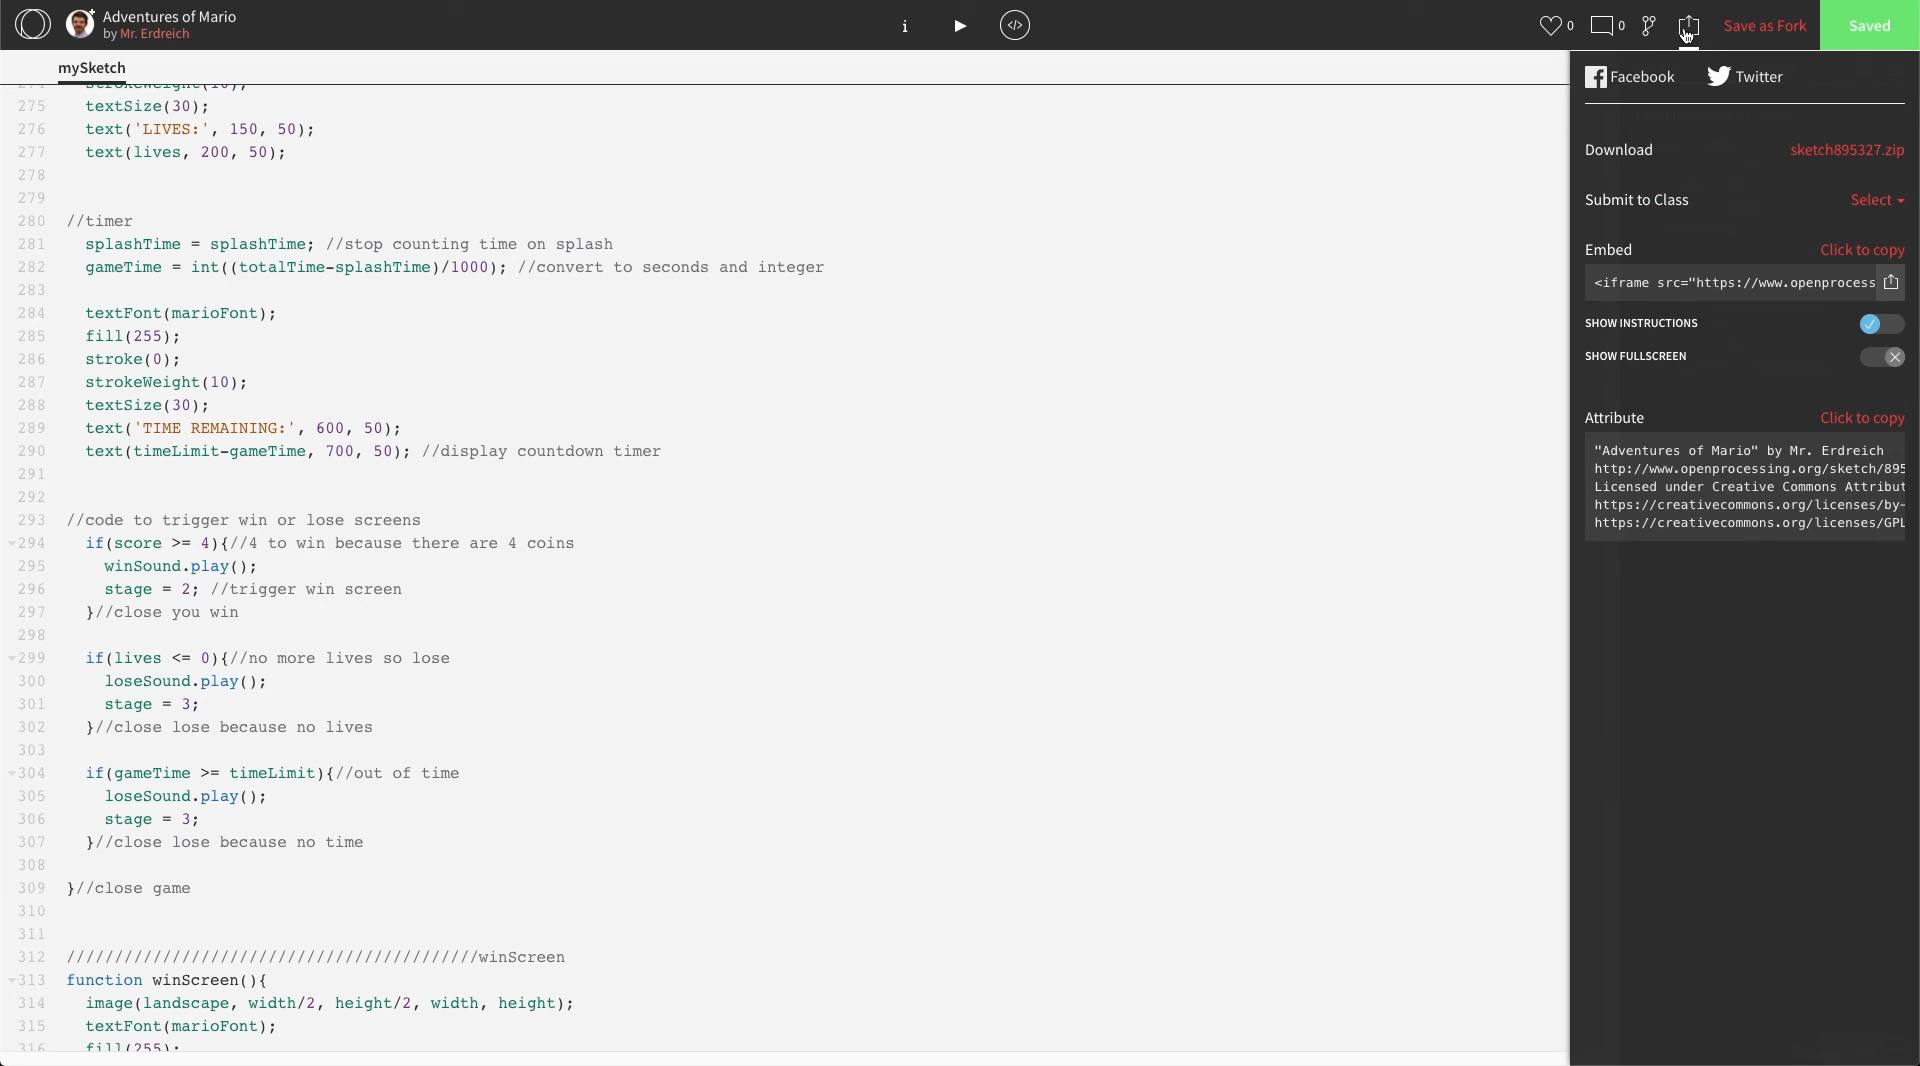 Adventures of Mario
by Mr. Erdreich
i
</>
0
0
Save as Fork
Saved
mySketch
274 strokeWeight(10);
275 textSize(30);
276 text('LIVES:', 150, 50);
277 text(lives, 200, 50);
278
279
280 //timer
281 splashTime = splashTime; //stop counting time on splash
282 gameTime = int((totalTime-splashTime)/1000); //convert to seconds and integer
283
284 textFont(marioFont);
285 fill(255);
286 stroke(0);
287 strokeWeight(10);
288 textSize(30);
289 text('TIME REMAINING:', 600, 50);
290 text(timeLimit-gameTime, 700, 50); //display countdown timer
291
292
293 //code to trigger win or lose screens
294 if(score >= 4){//4 to win because there are 4 coins
295 winSound.play();
296 stage = 2; //trigger win screen
297 }//close you win
298
299 if(lives <= 0){//no more lives so lose
300 loseSound.play();
301 stage = 3;
302 }//close lose because no lives
303
304 if(gameTime >= timeLimit){//out of time
305 loseSound.play();
306 stage = 3;
307 }//close lose because no time
308
309 }//close game
310
311
312 ///////////////////////////////////////////winScreen
313 function winScreen(){
314 image(landscape, width/2, height/2, width, height);
315 textFont(marioFont);
316 fill(255);
Facebook Twitter
Download sketch895327.zip
Submit to Class Select
Embed Click to copy
<iframe src="https://www.openprocess
SHOW INSTRUCTIONS
SHOW FULLSCREEN
Attribute Click to copy
"Adventures of Mario" by Mr. Erdreich
http://www.openprocessing.org/sketch/895
Licensed under Creative Commons Attribut
https://creativecommons.org/licenses/by-
https://creativecommons.org/licenses/GPL